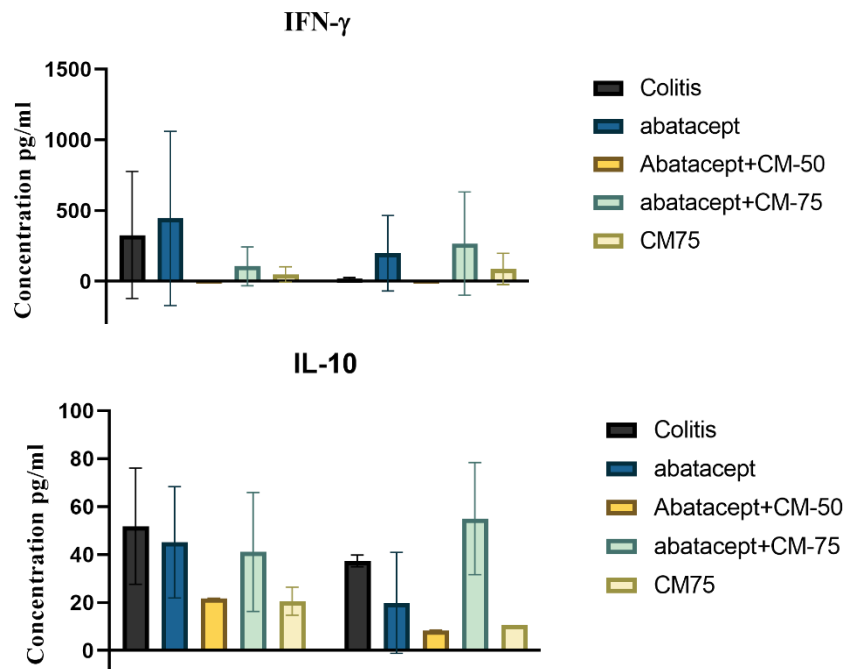 IFN-γ
Concentration pg/ml
1500
1000
500
0
Colitis
abatacept
Abatacept+CM-50
abatacept+CM-75
CM75
IL-10
Concentration pg/ml
100
80
60
40
20
0
Colitis
abatacept
Abatacept+CM-50
abatacept+CM-75
CM75